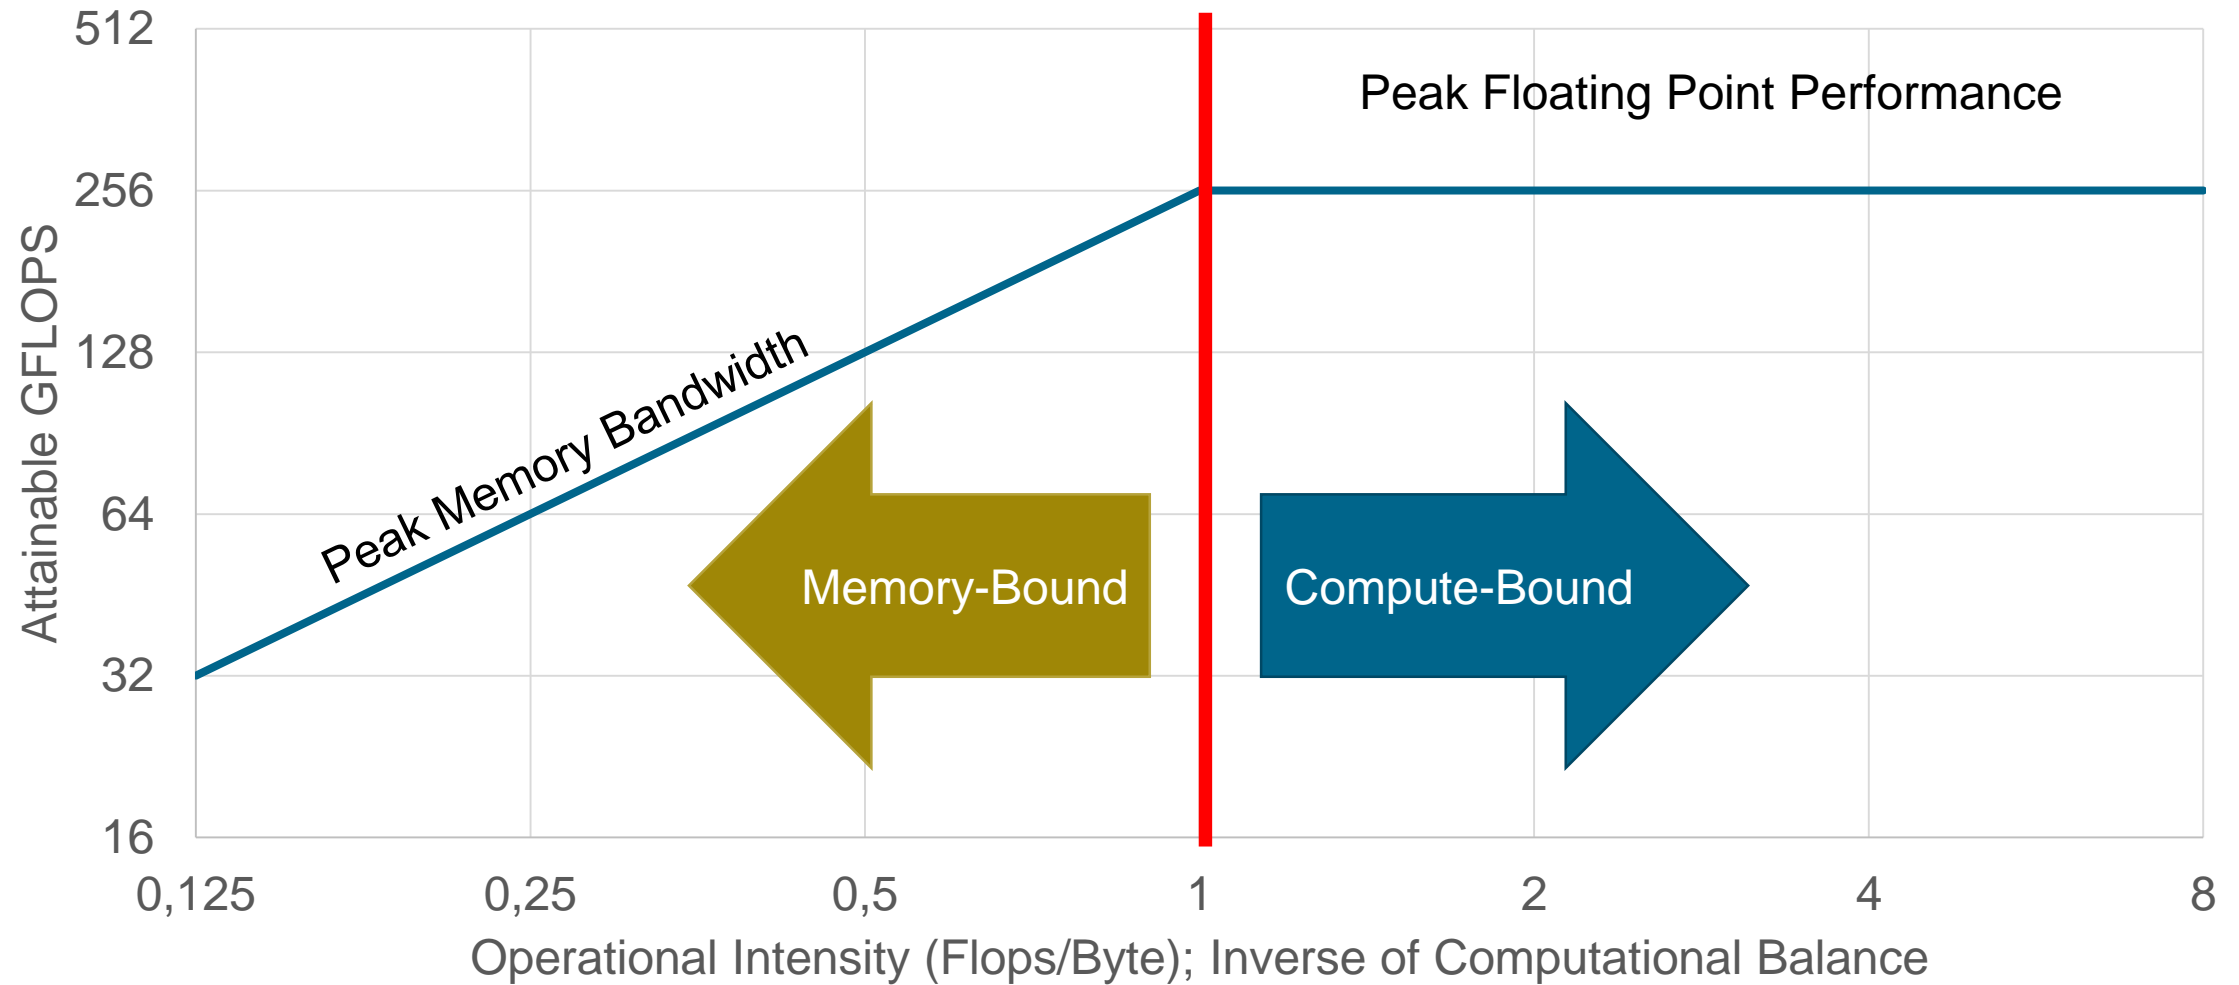 512
Peak Floating Point Performance
256
128
64
32
16
Attainable GFLOPS
Peak Memory Bandwidth
Memory-Bound
Compute-Bound
0,125 0,25 0,5 1 2 4 8
Operational Intensity (Flops/Byte); Inverse of Computational Balance